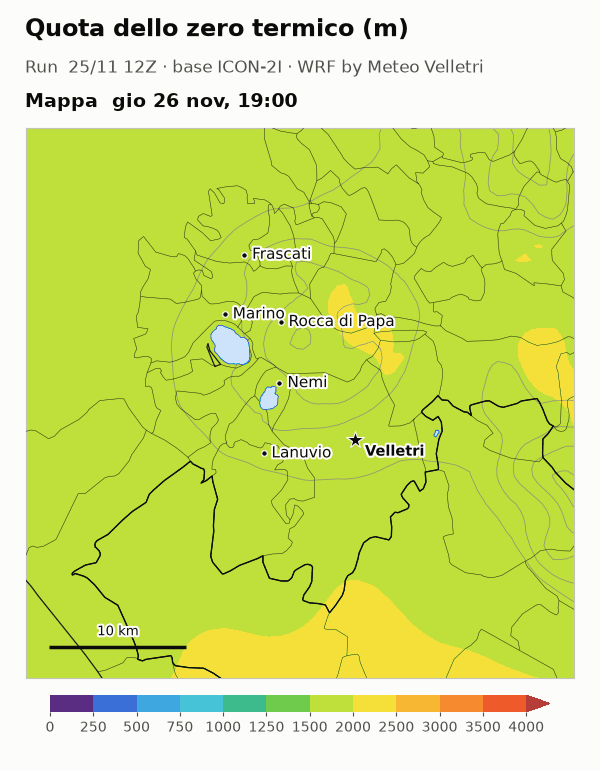 Quota dello zero termico (m)
Run 25/11 12Z · base ICON-2I · WRF by Meteo Velletri
Mappa gio 26 nov, 19:00
Frascati
Marino
Rocca di Papa
Nemi
Velletri
Lanuvio
10 km
0 250 500 750 1000 1250 1500 2000 2500 3000 3500 4000